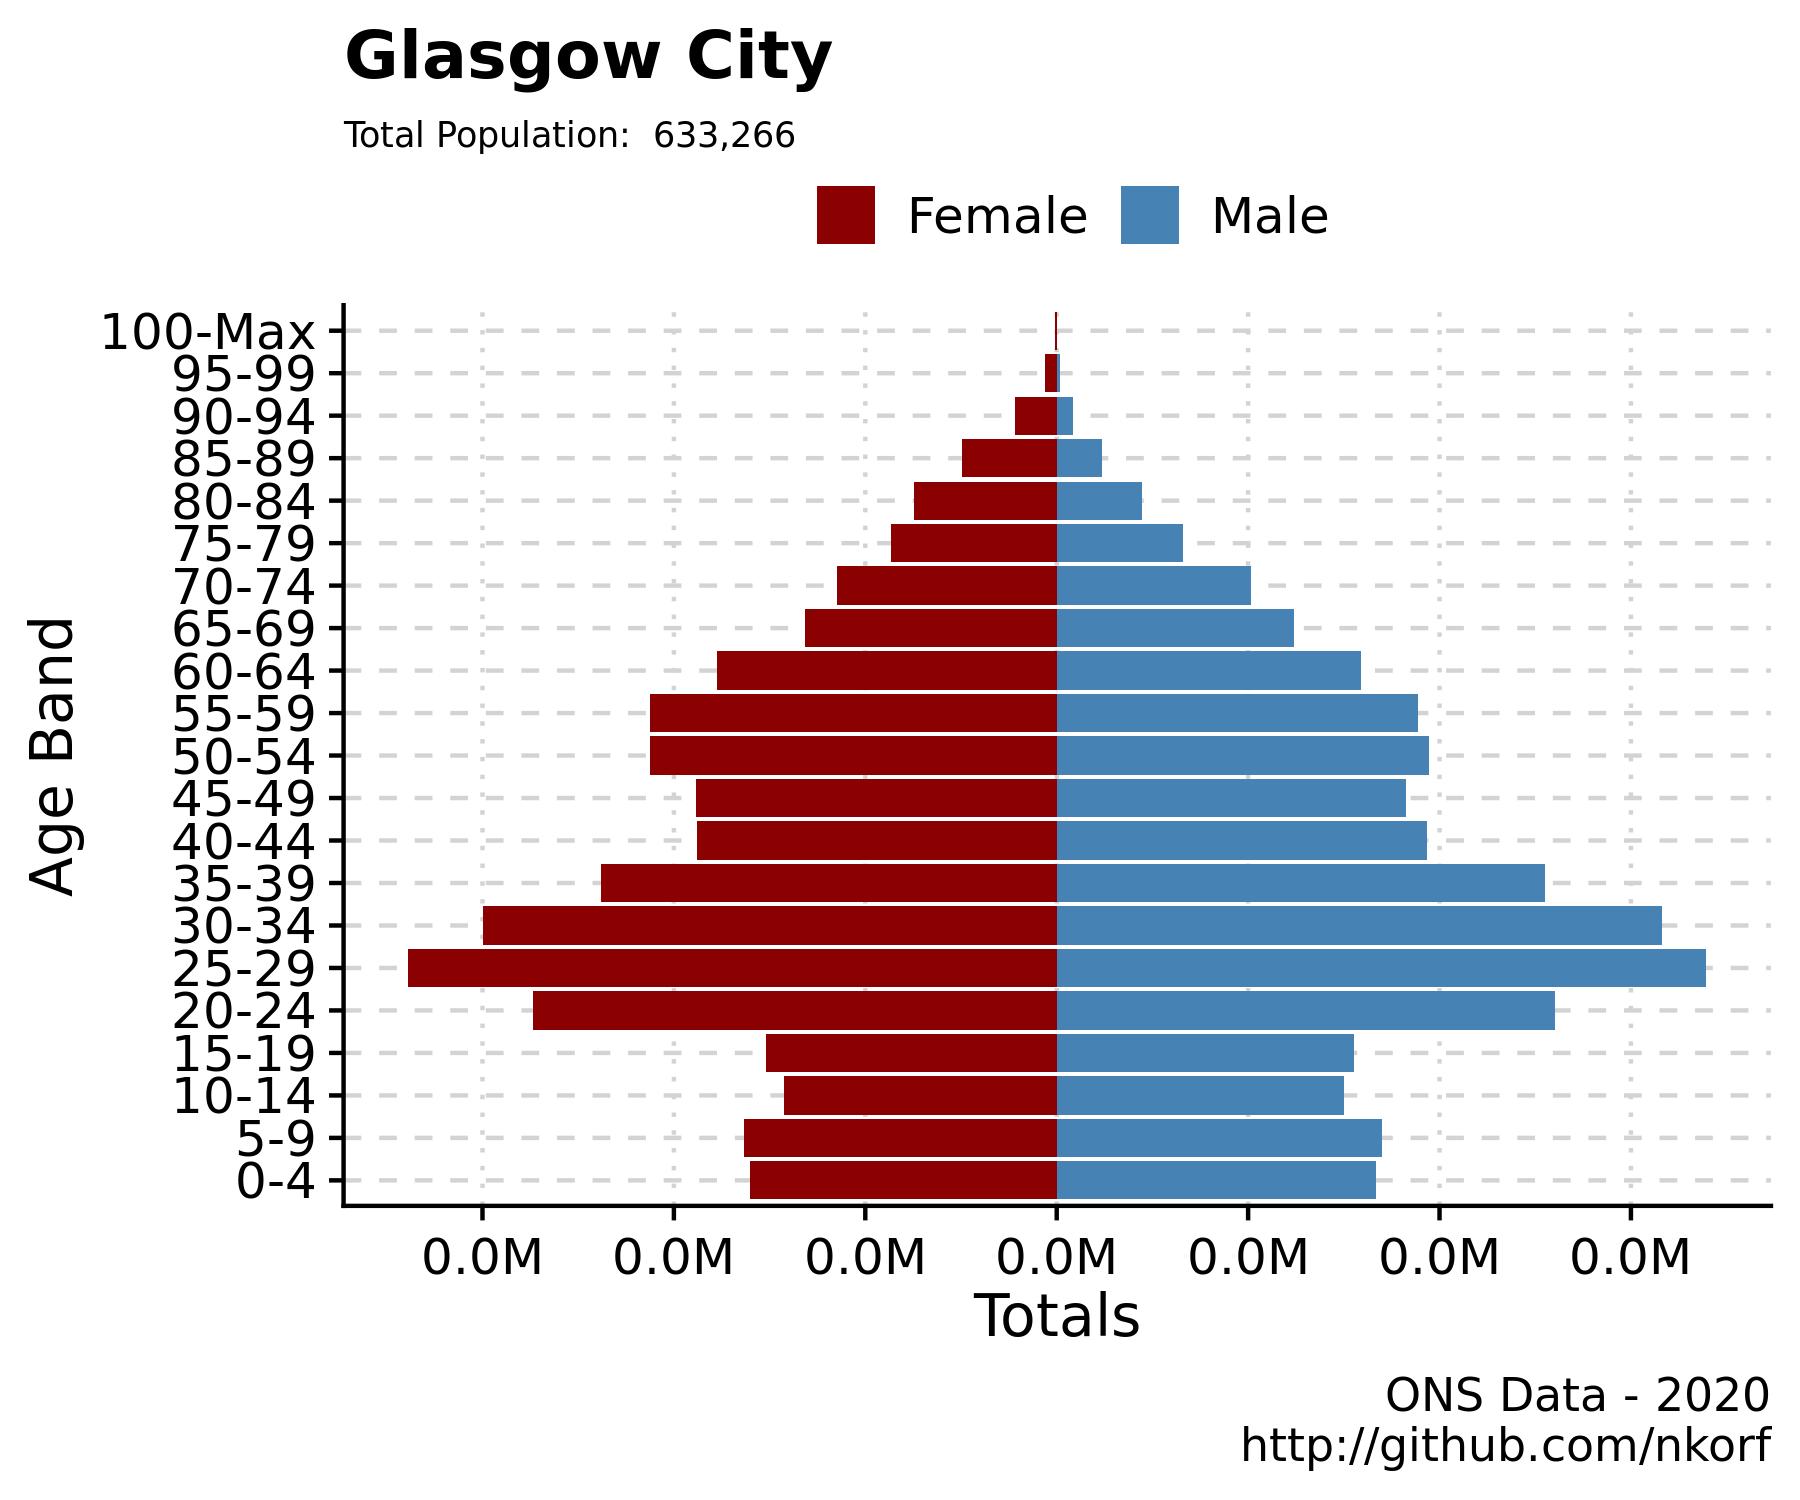 Glasgow City
Total Population:  633,266
Female Male
100-Max
95-99
90-94
85-89
80-84
75-79
70-74
65-69
60-64
55-59
50-54
45-49
40-44
35-39
30-34
25-29
20-24
15-19
10-14
5-9
0-4
Age Band
0.0M 0.0M 0.0M 0.0M 0.0M 0.0M 0.0M
Totals
ONS Data - 2020
http://github.com/nkorf